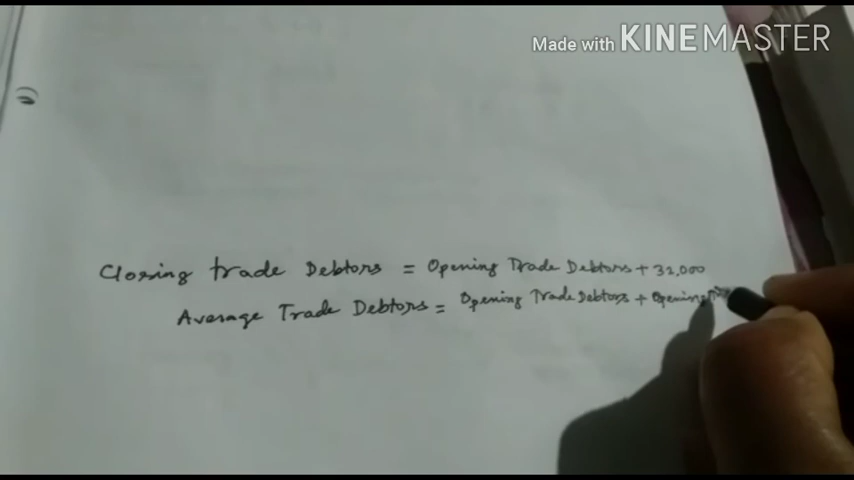 Made with KINEMASTER
Closing Trade Debtors = Opening Trade Debtors + 32,000
Average Trade Debtors = Opening Trade Debtors + Opening